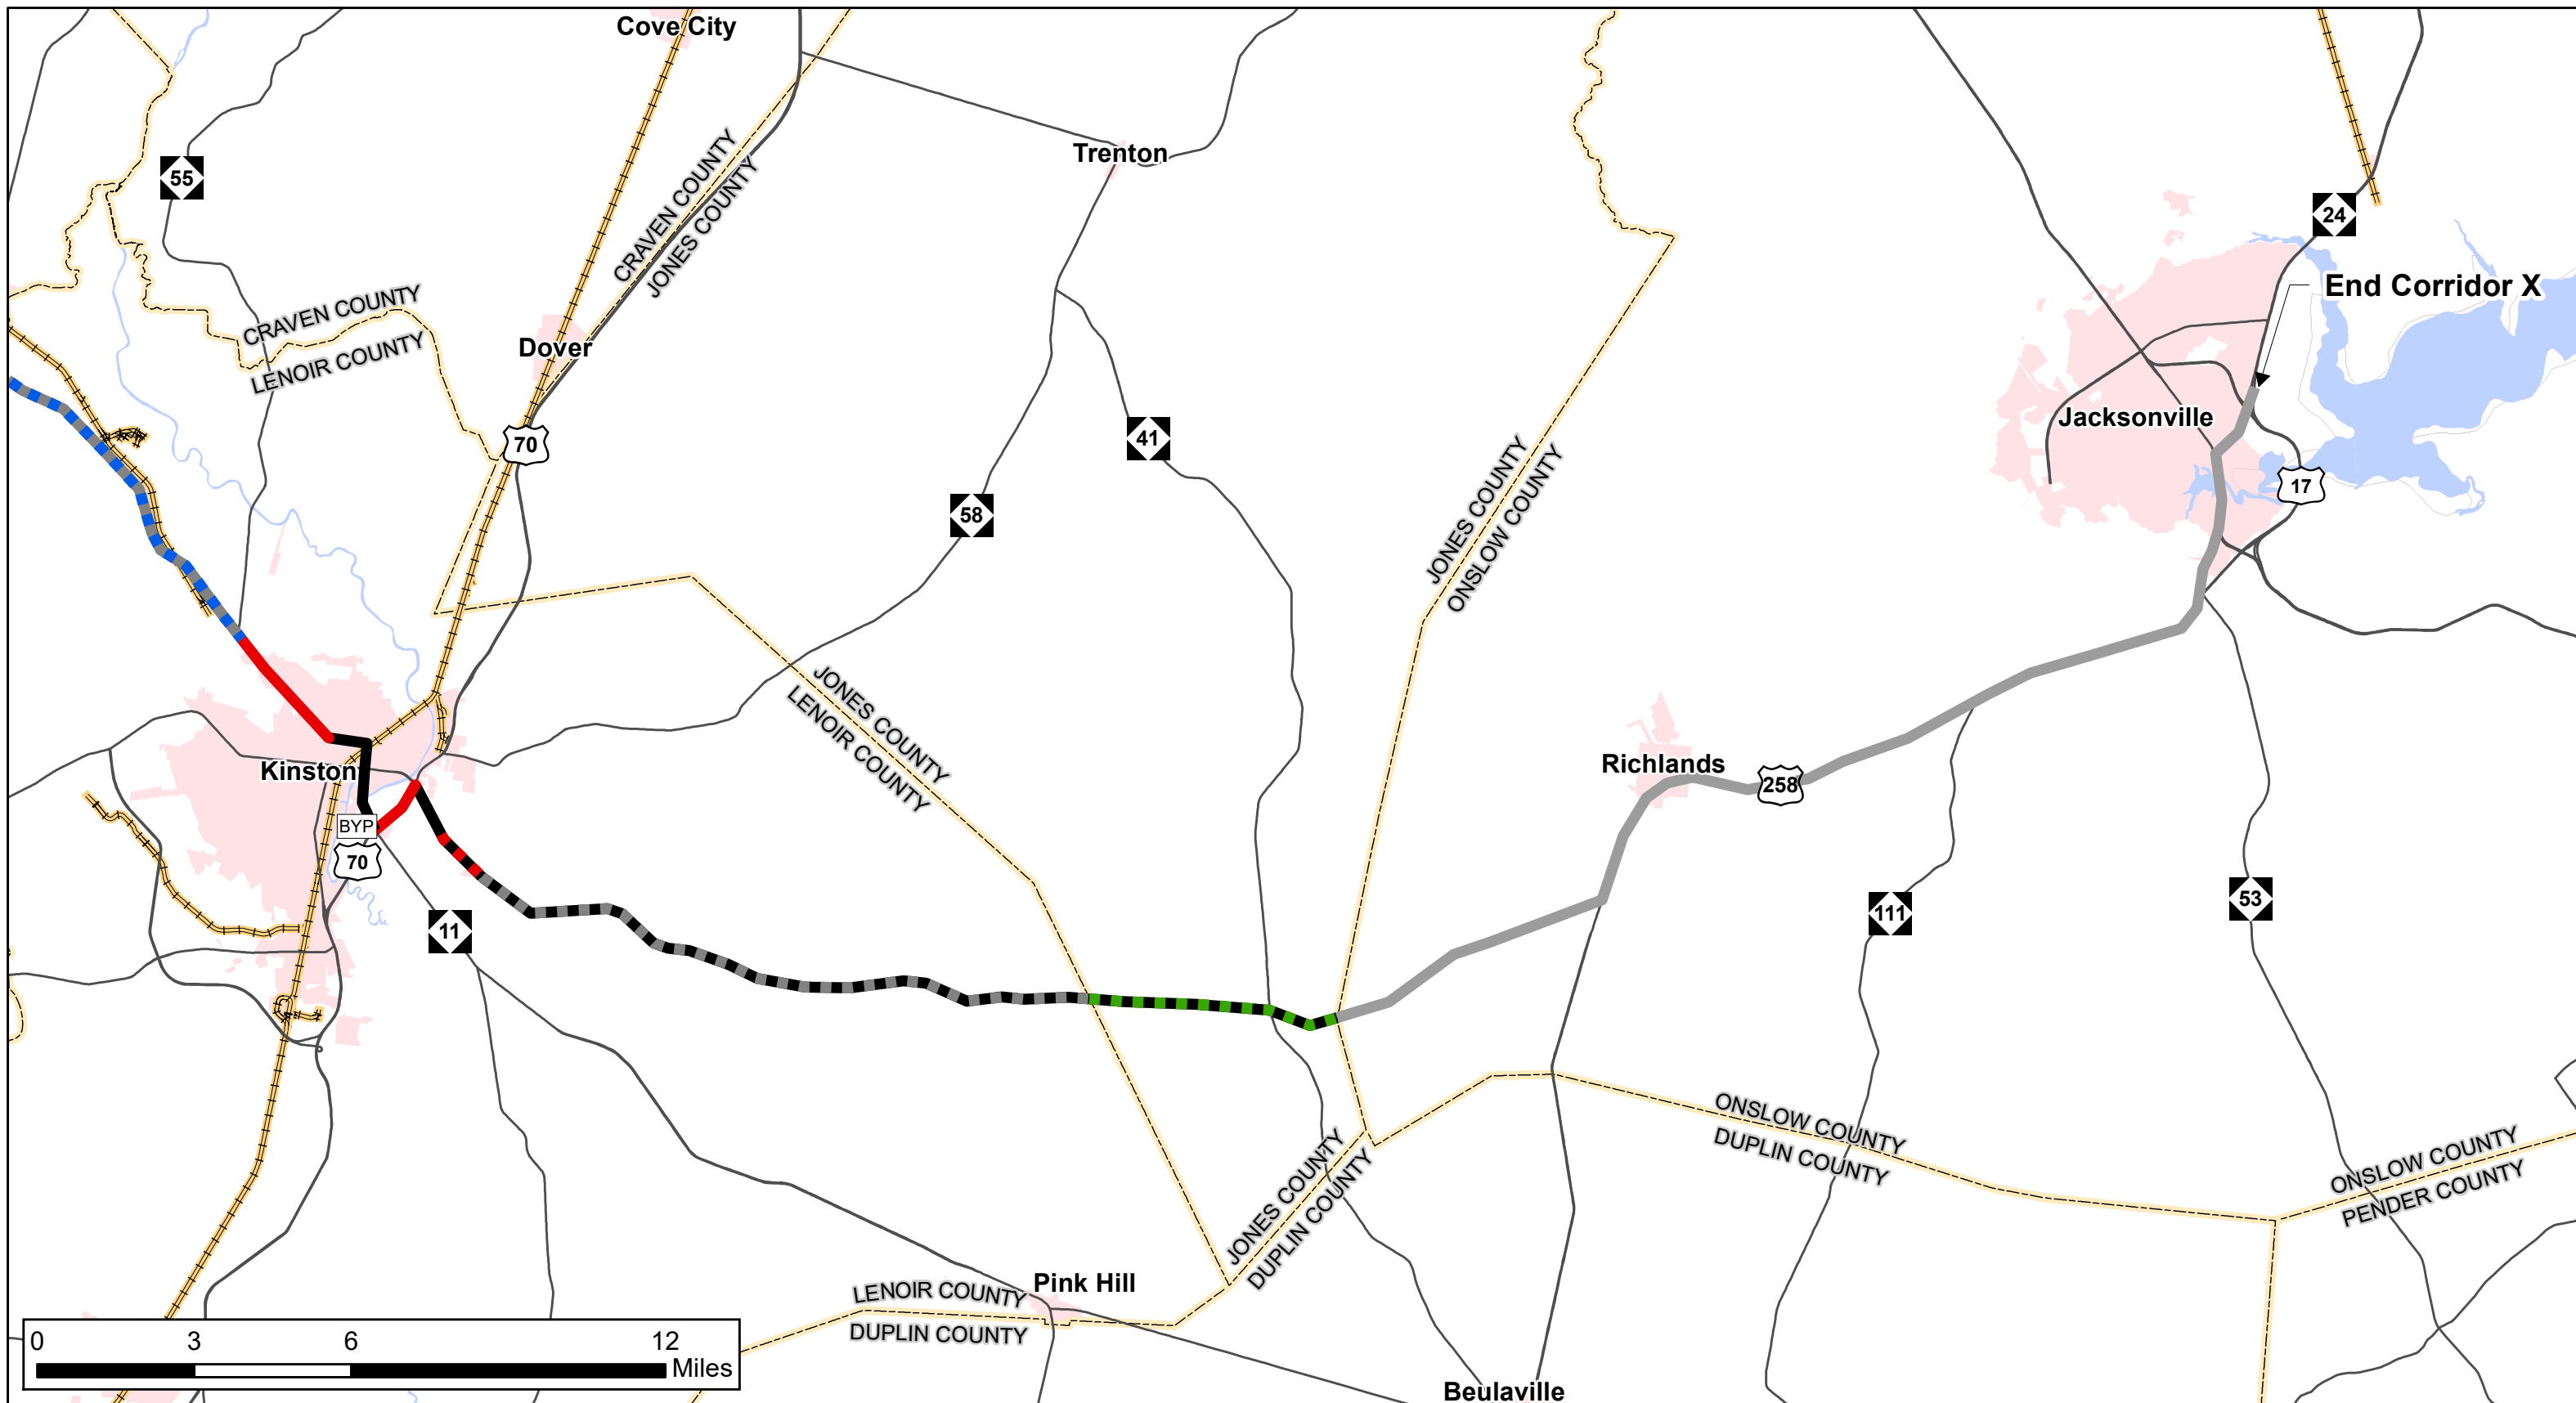 Cove City
55
CRAVEN COUNTY
JONES COUNTY
Trenton
24
End Corridor X
CRAVEN COUNTY
LENOIR COUNTY
Dover
70
41
Jacksonville
17
58
JONES COUNTY
ONSLOW COUNTY
JONES COUNTY
LENOIR COUNTY
Kinston
Richlands
258
BYP
70
11
111
53
ONSLOW COUNTY
DUPLIN COUNTY
ONSLOW COUNTY
PENDER COUNTY
JONES COUNTY
DUPLIN COUNTY
Pink Hill
LENOIR COUNTY
DUPLIN COUNTY
0 3 6 12
Miles
Beulaville